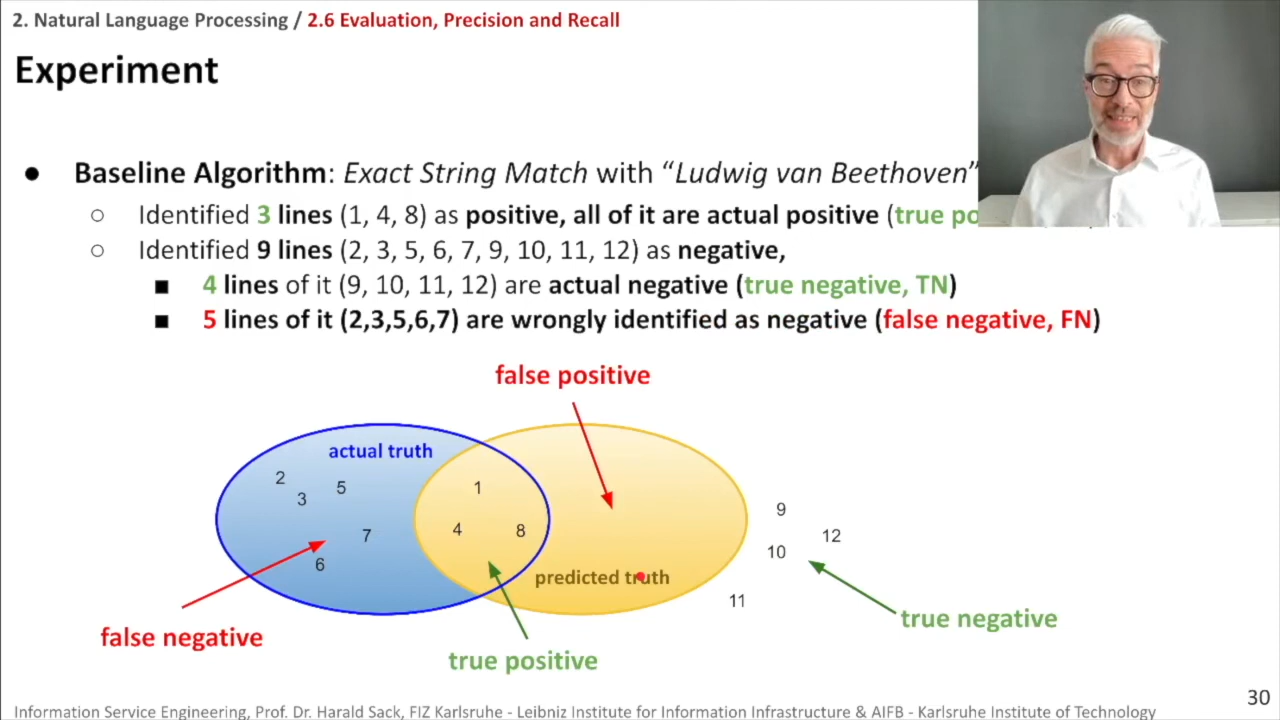 2. Natural Language Processing / 2.6 Evaluation, Precision and Recall
Experiment
● Baseline Algorithm: Exact String Match with “Ludwig van Beethoven”
○ Identified 3 lines (1, 4, 8) as positive, all of it are actual positive (true
○ Identified 9 lines (2, 3, 5, 6, 7, 9, 10, 11, 12) as negative,
■ 4 lines of it (9, 10, 11, 12) are actual negative (true negative, TN)
■ 5 lines of it (2,3,5,6,7) are wrongly identified as negative (false negative, FN)
false positive
actual truth
2
3
5
7
6
1
4
8
predicted truth
9
12
10
11
false negative
true positive
true negative
30
Information Service Engineering, Prof. Dr. Harald Sack, FIZ Karlsruhe - Leibniz Institute for Information Infrastructure & AIFB - Karlsruhe Institute of Technology